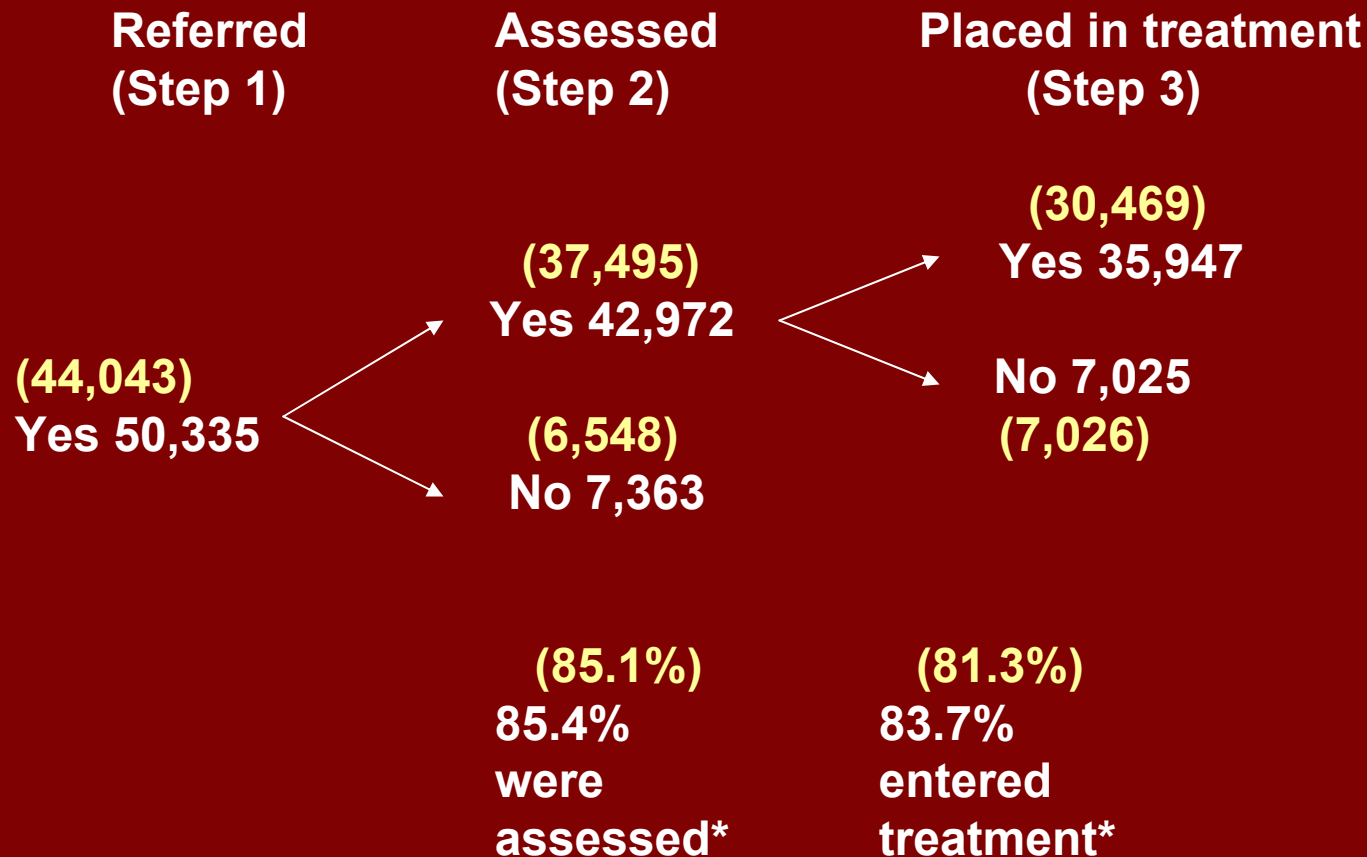 Referred
(Step 1)
Assessed
(Step 2)
Placed in treatment
(Step 3)
(44,043)
Yes 50,335
(37,495)
Yes 42,972
(6,548)
No 7,363
(30,469)
Yes 35,947
No 7,025
(7,026)
(85.1%)
85.4%
were
assessed*
(81.3%)
83.7%
entered
treatment*